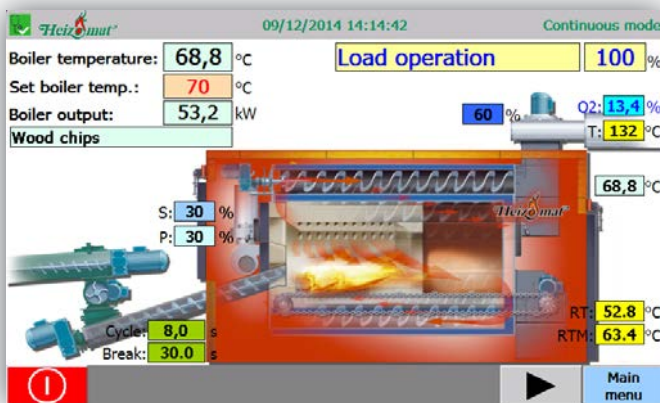 Heizomat® 09/12/2014 14:14:42 Continuous mode
Boiler temperature: 68,8 °C Load operation 100 %
Set boiler temp.: 70 °C
Boiler output: 53,2 kW 60 % Q2: 13,4 %
Wood chips T: 132 °C
68,8 °C
S: 30 % Heizomat®
P: 30 %
RT: 52.8 °C
Cycle: 8,0 s RTM: 63.4 °C
Break: 30.0 s
Main
menu